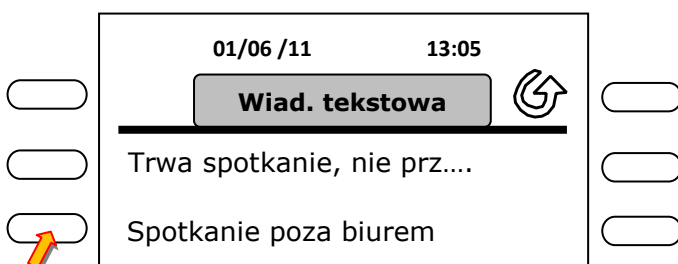 01/06 /11 13:05
Wiad. tekstowa
Trwa spotkanie, nie prz….
Spotkanie poza biurem